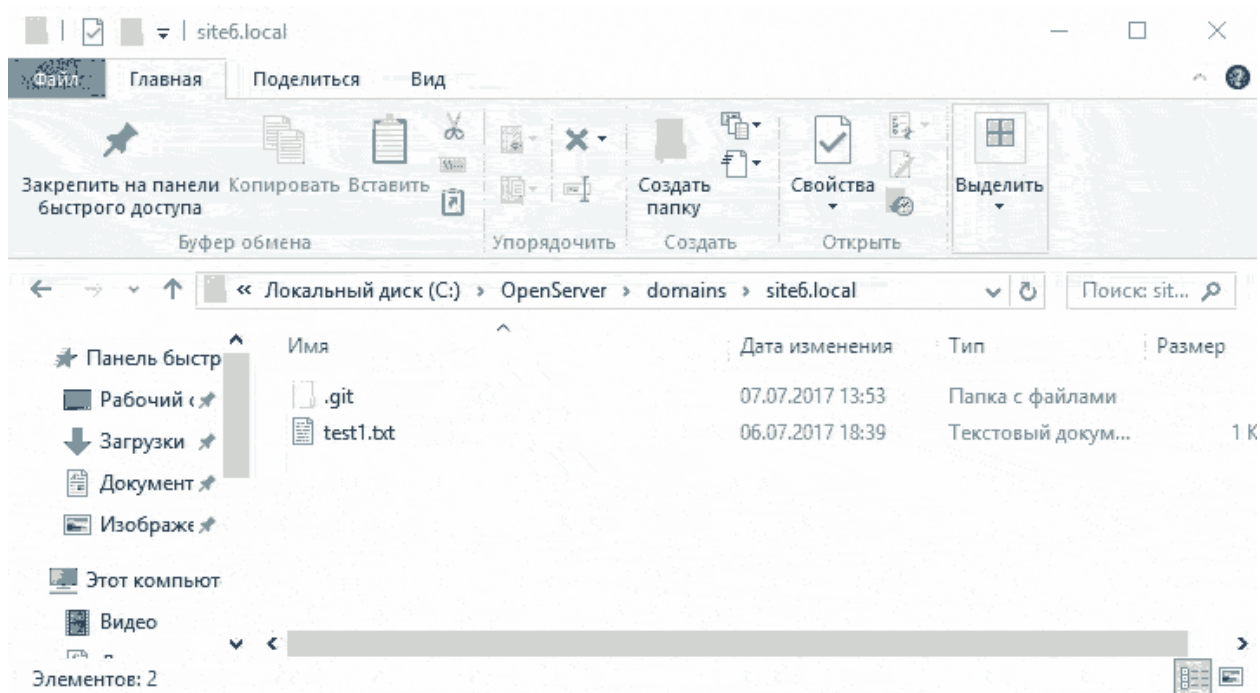 site6.local
Файл Главная Поделиться Вид
Закрепить на панели быстрого доступа
Копировать
Вставить
Создать папку
Свойства
Выделить
Буфер обмена
Упорядочить
Создать
Открыть
« Локальный диск (C:) › OpenServer › domains › site6.local
Поиск: sit...
Имя Дата изменения Тип Размер
.git 07.07.2017 13:53 Папка с файлами
test1.txt 06.07.2017 18:39 Текстовый докум... 1 К
Панель быстр
Рабочий с
Загрузки
Документ
Изображе
Этот компьют
Видео
Элементов: 2